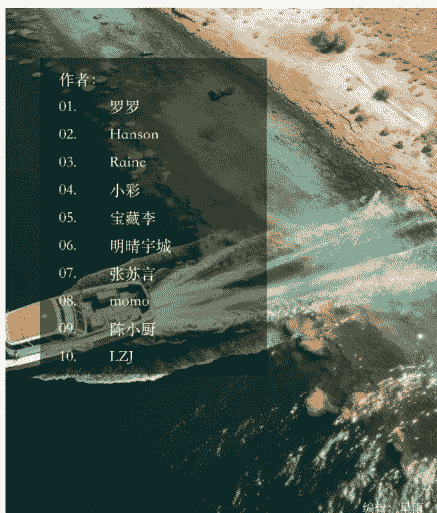 作者：
01. 罗罗
02. Hanson
03. Raine
04. 小彩
05. 宝藏李
06. 明晴宇城
07. 张苏言
08. momo
09. 陈小厨
10. LZJ